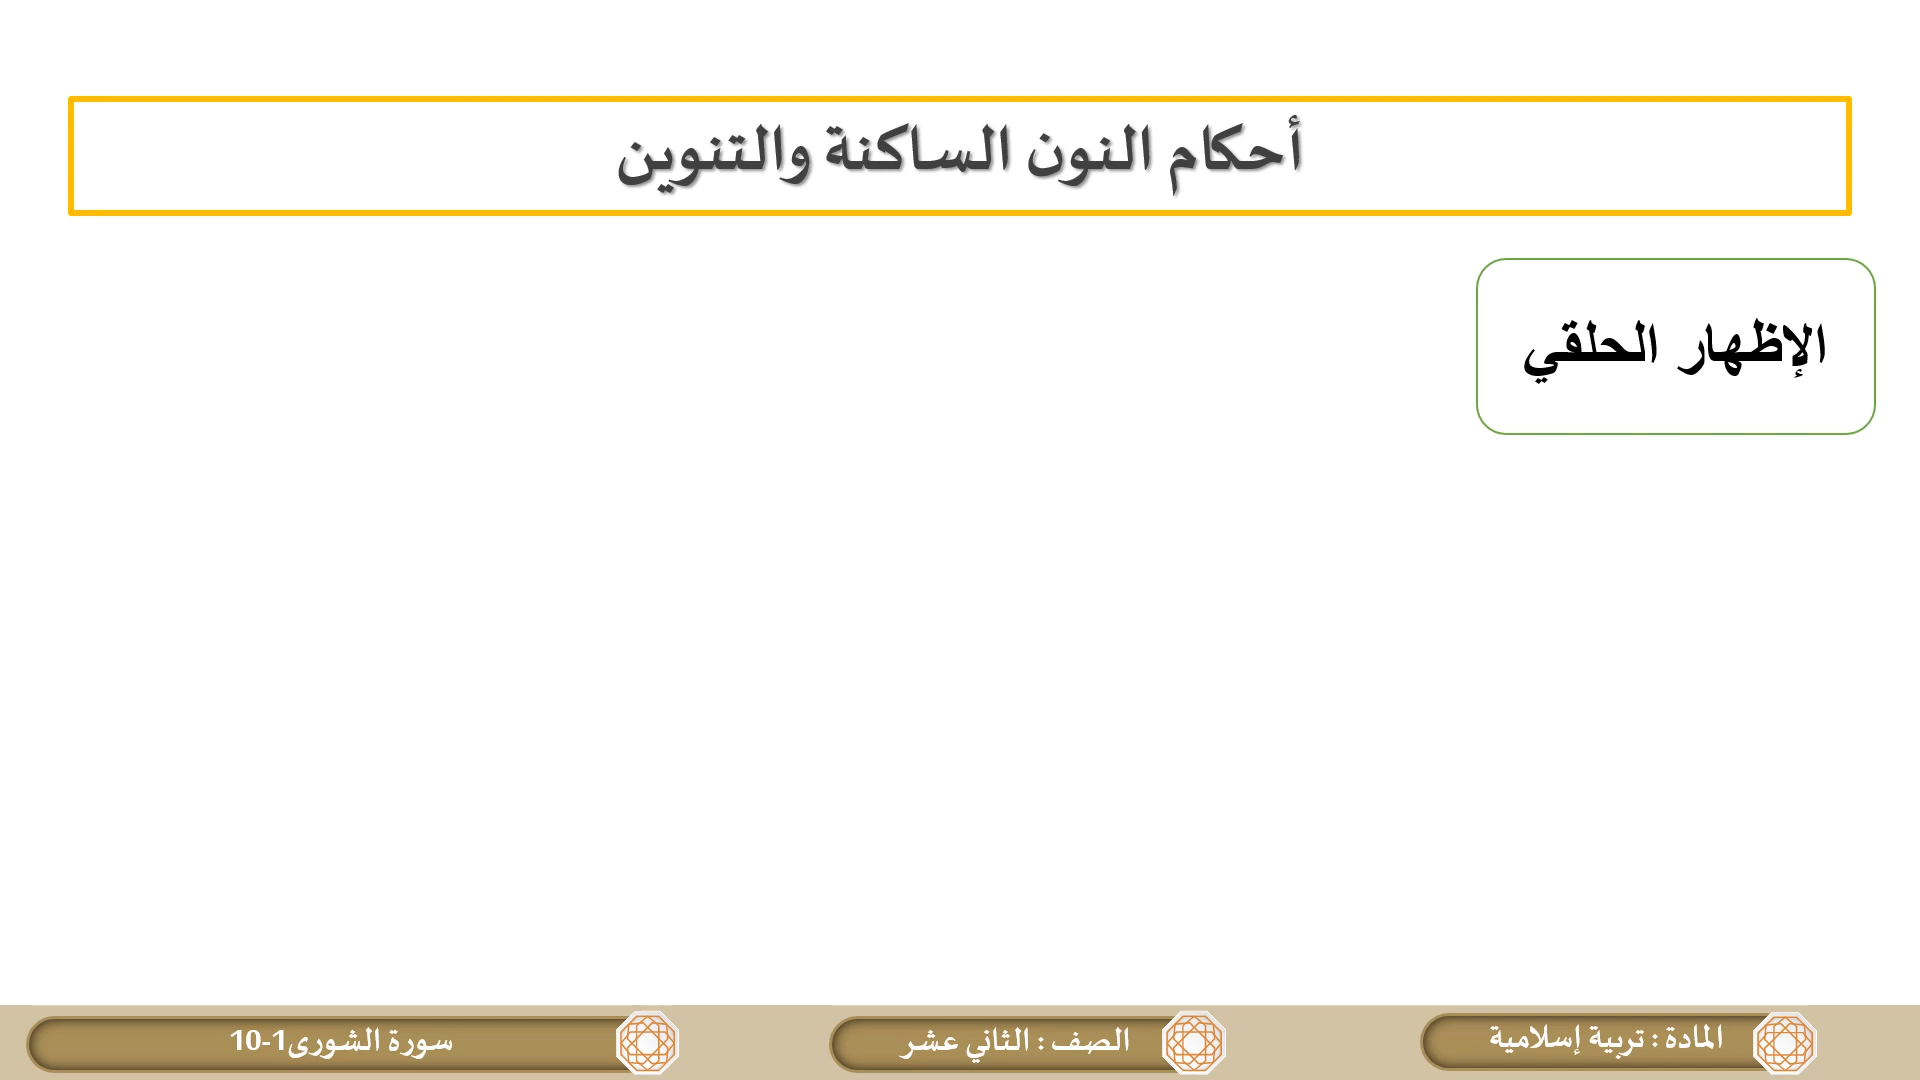 أحكام النون الساكنة والتنوين
الإظهار الحلقي
المادة : تربية إسلامية
الصف : الثاني عشر
سورة الشورى1-10